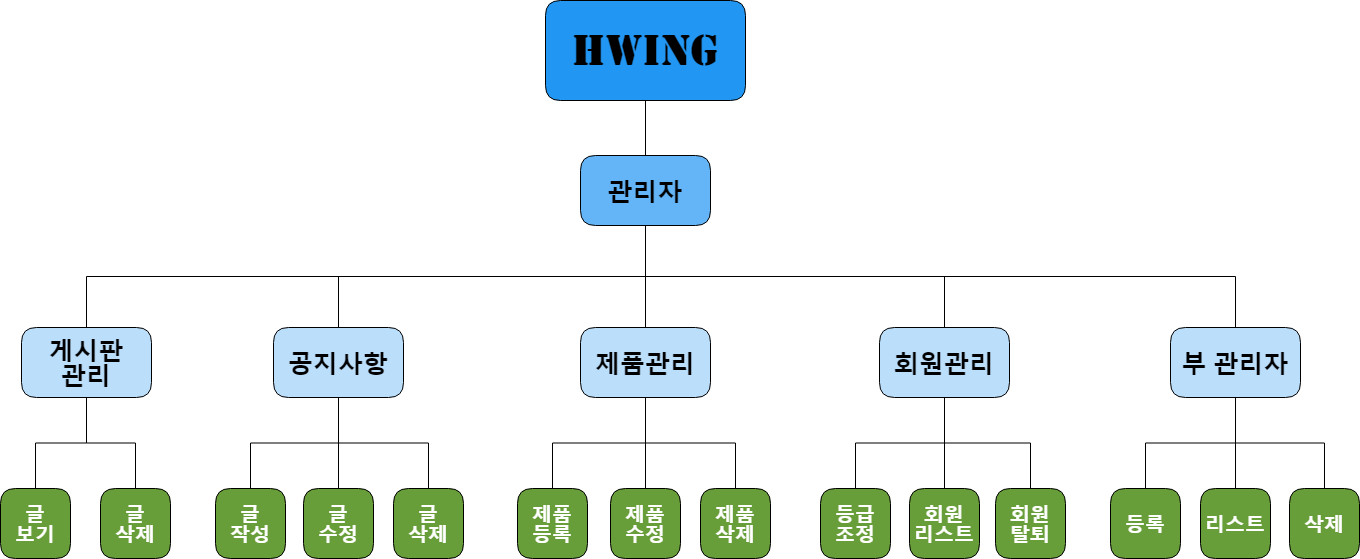 HWING
관리자
게시판
관리
공지사항
제품관리
회원관리
부 관리자
글
보기
글
삭제
글
작성
글
수정
글
삭제
제품
등록
제품
수정
제품
삭제
등급
조정
회원
리스트
회원
탈퇴
등록
리스트
삭제